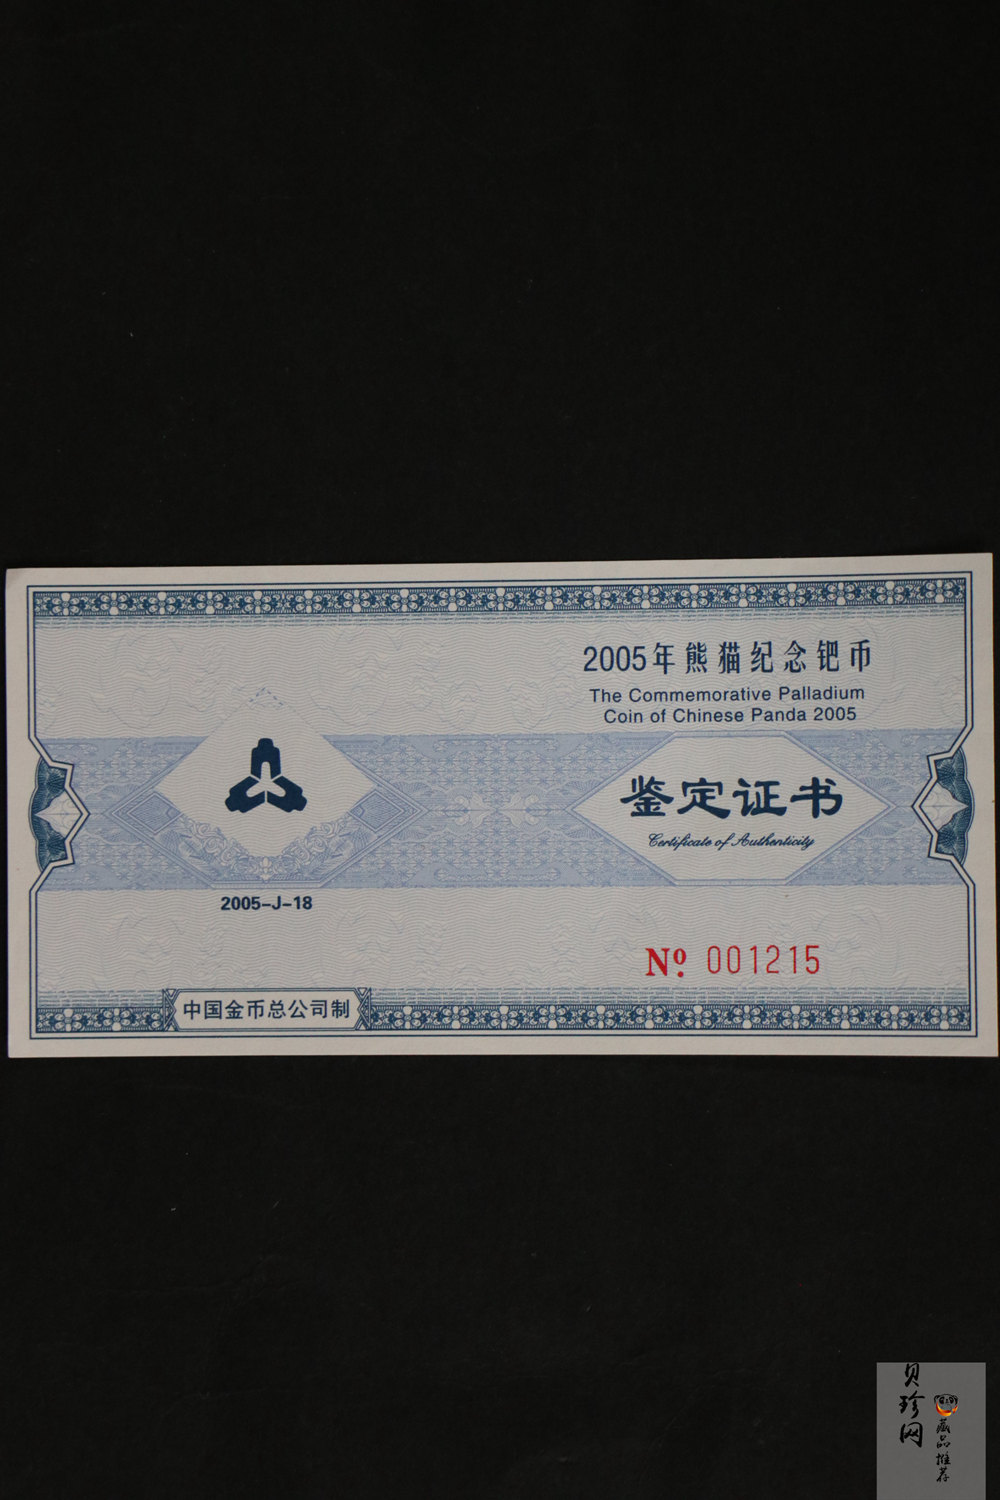 2005年熊猫纪念钯币
The Commemorative Palladium
Coin of Chinese Panda 2005
鉴定证书
Certificate of Authenticity
2005-J-18
Nº. 001215
中国金币总公司制
贝珍网
藏品推荐